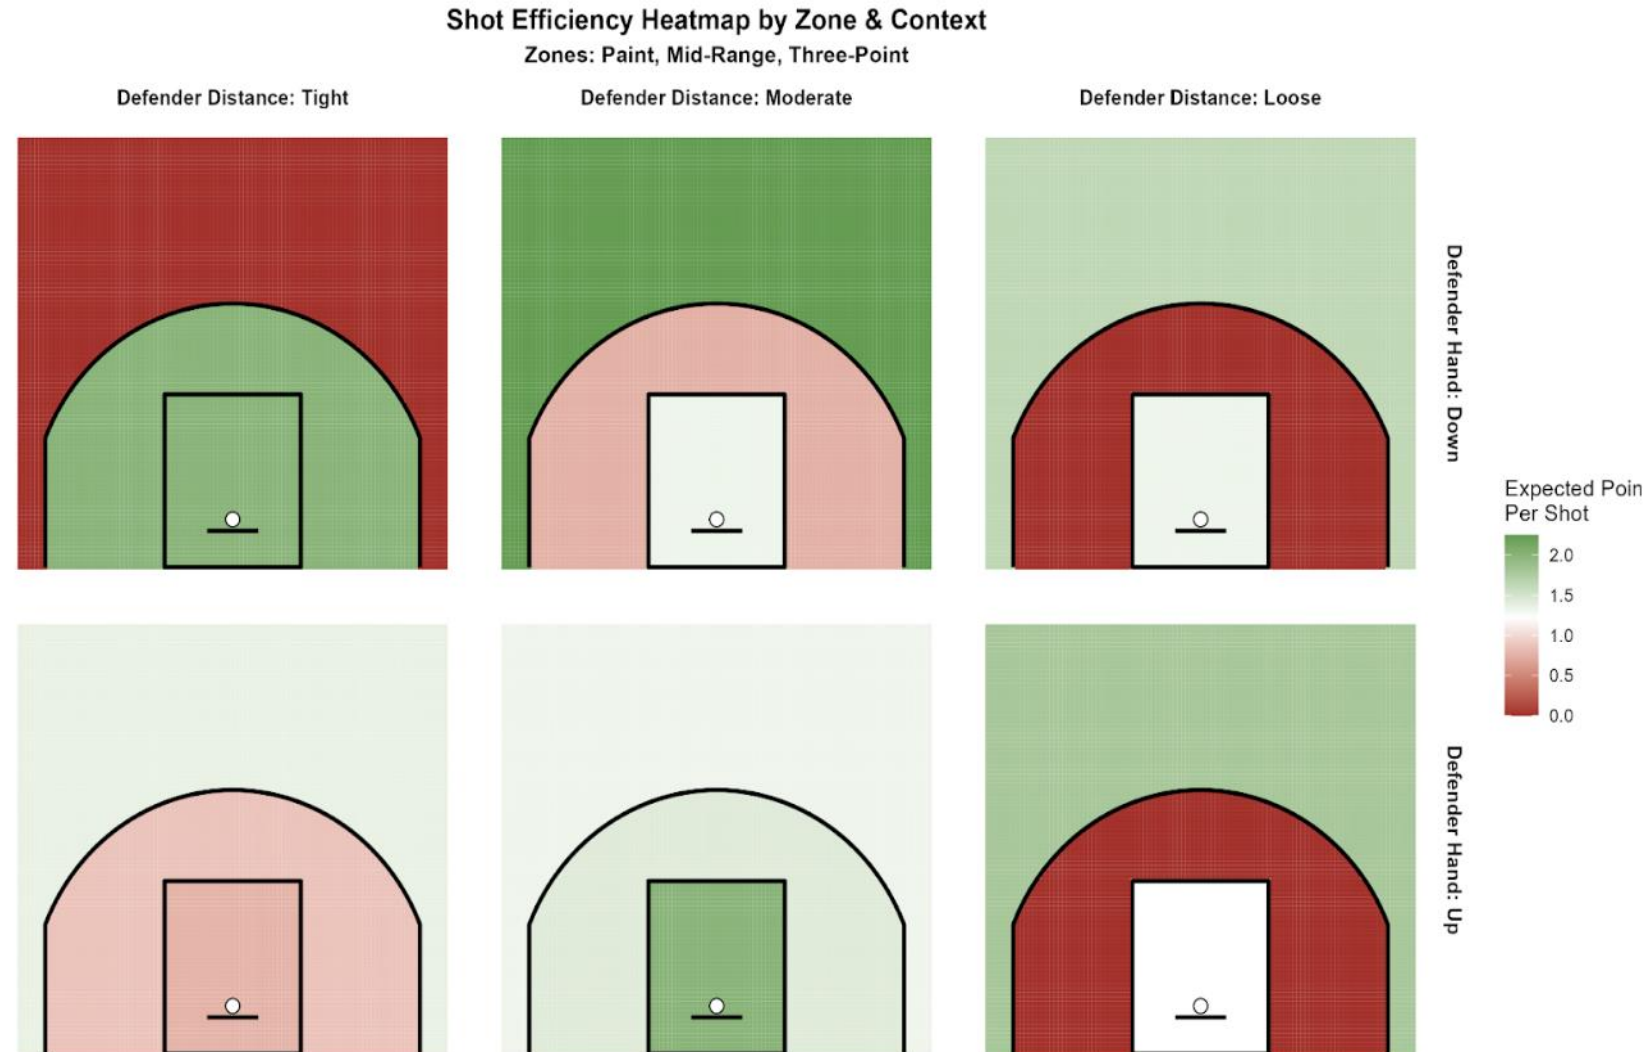 Shot Efficiency Heatmap by Zone & Context
Zones: Paint, Mid-Range, Three-Point
Defender Distance: Tight
Defender Distance: Moderate
Defender Distance: Loose
Defender Hand: Down
Defender Hand: Up
Expected Poin
Per Shot
2.0
1.5
1.0
0.5
0.0